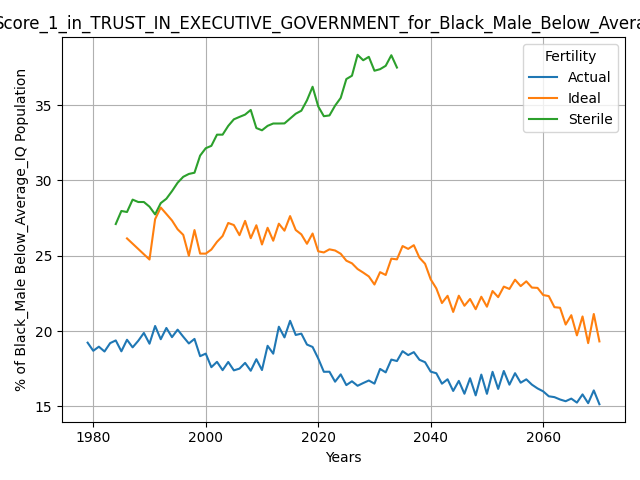 Score_1_in_TRUST_IN_EXECUTIVE_GOVERNMENT_for_Black_Male_Below_Avera
% of Black_Male Below_Average_IQ Population
35
30
25
20
15
Fertility
Actual
Ideal
Sterile
1980 2000 2020 2040 2060
Years